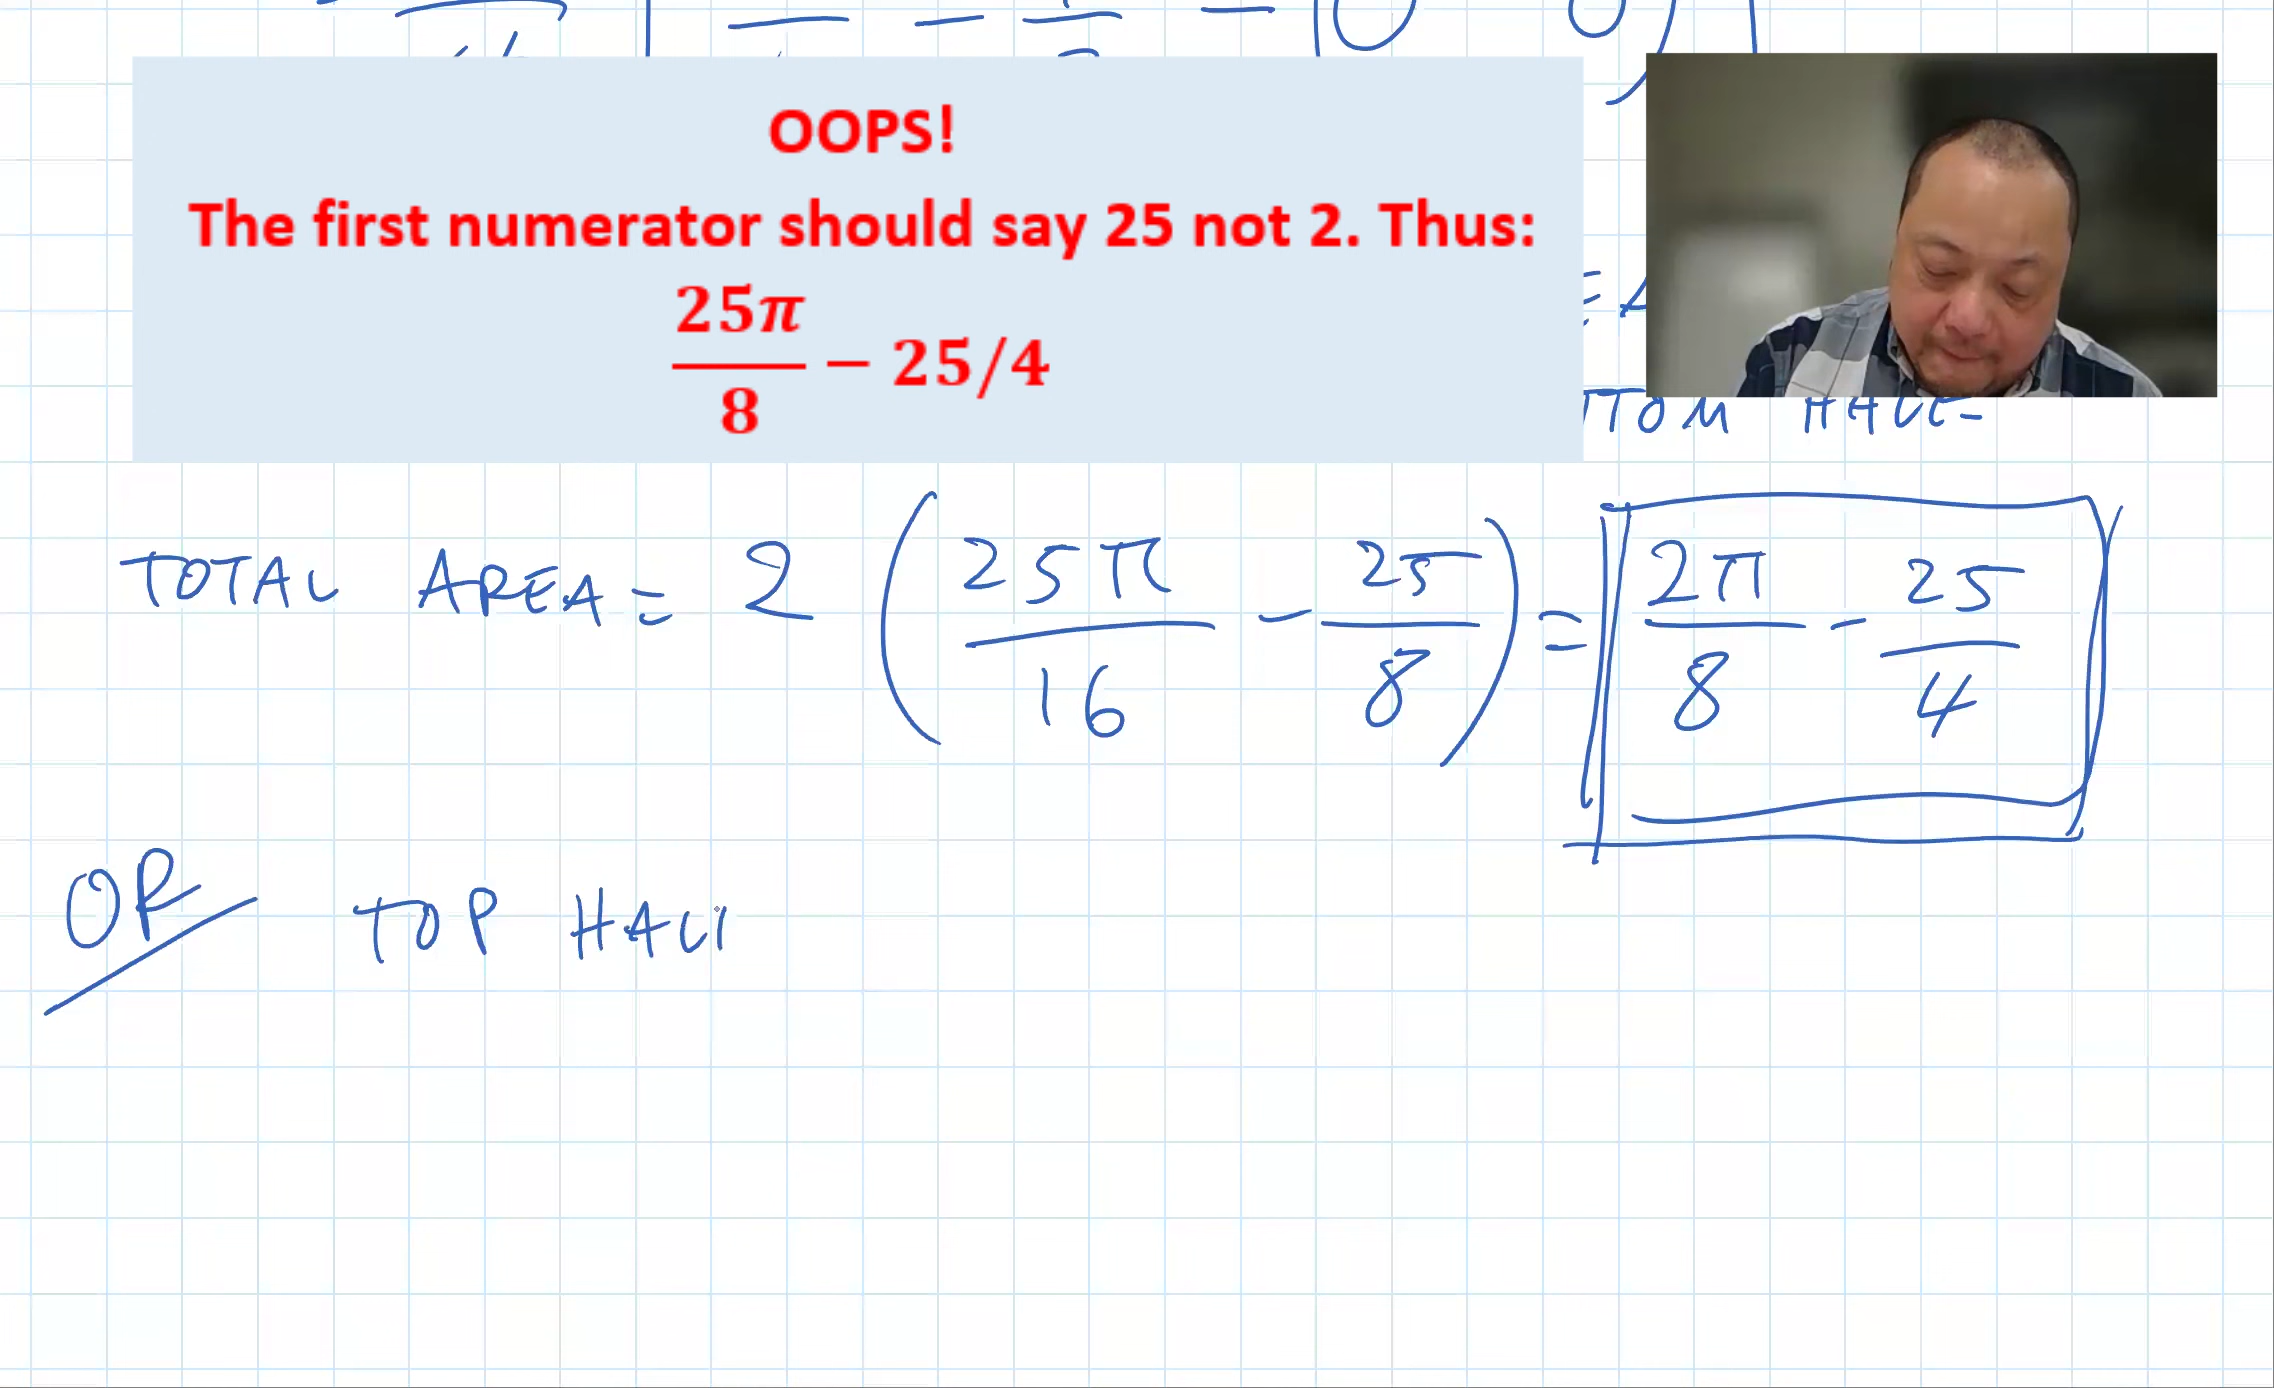 OOPS!
The first numerator should say 25 not 2. Thus:
25π/8 − 25/4
TOTAL AREA = 2 (25π/16 − 25/8) = 2π/8 − 25/4
OR TOP HAL